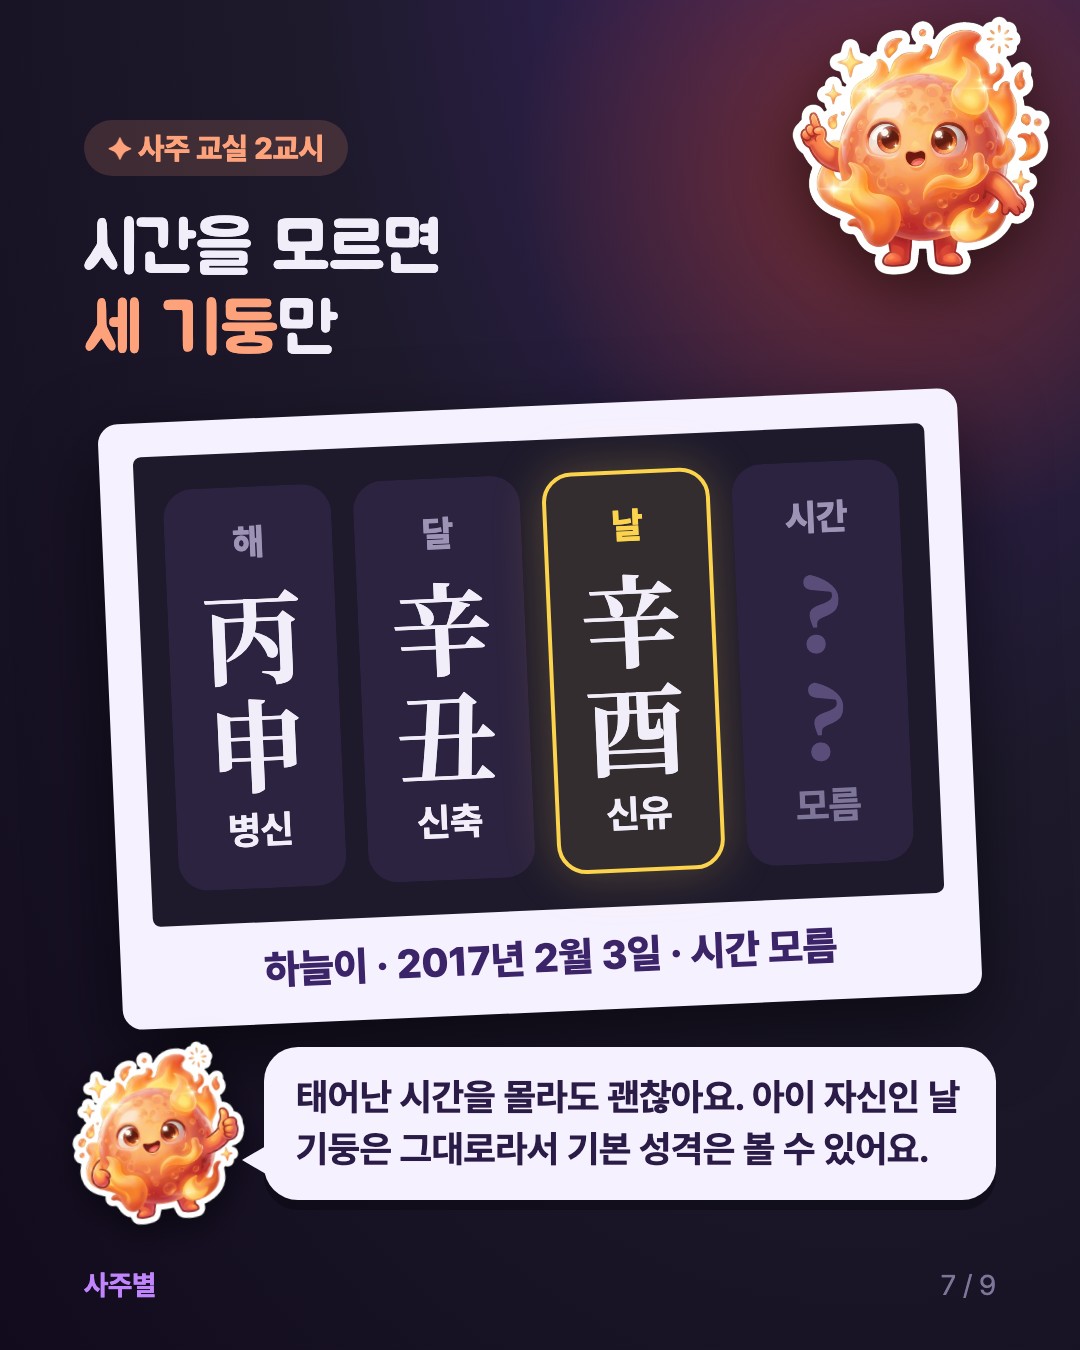 ✦ 사주 교실 2교시
시간을 모르면
세 기둥만
해
丙
申
병신
달
辛
丑
신축
날
辛
酉
신유
시간
?
?
모름
하늘이 · 2017년 2월 3일 · 시간 모름
태어난 시간을 몰라도 괜찮아요. 아이 자신인 날
기둥은 그대로라서 기본 성격은 볼 수 있어요.
사주별
7 / 9